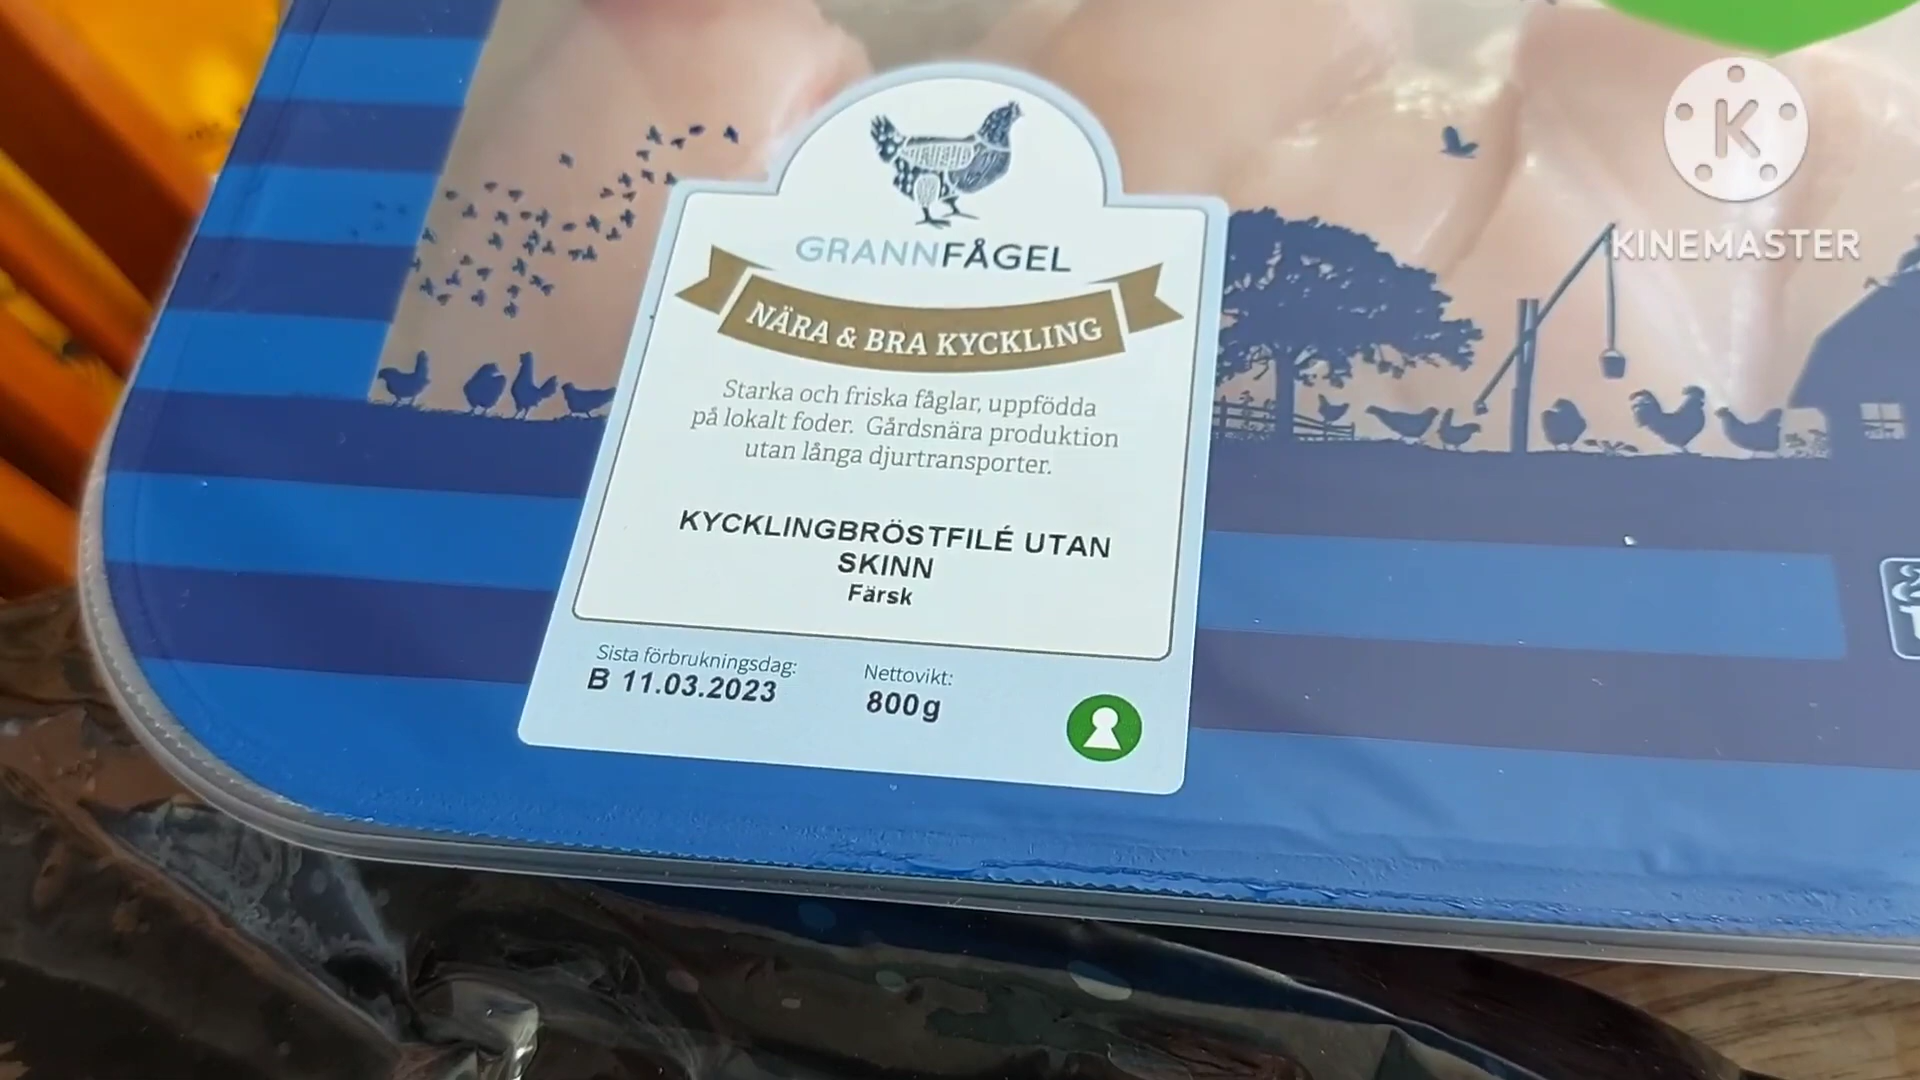 GRANNFÅGEL
NÄRA & BRA KYCKLING
Starka och friska fåglar, uppfödda
på lokalt foder. Gårdsnära produktion
utan långa djurtransporter.
KYCKLINGBRÖSTFILÉ UTAN
SKINN
Färsk
Sista förbrukningsdag:
B 11.03.2023
Nettovikt:
800g
K
KINEMASTER